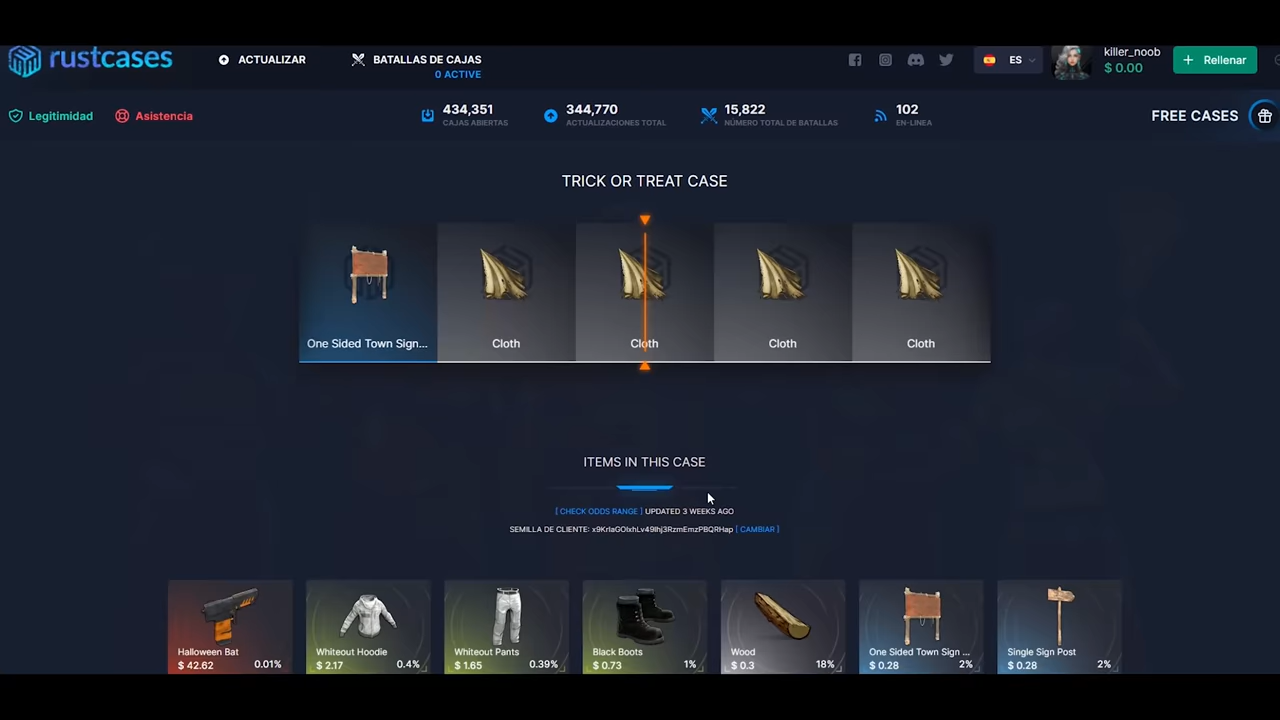 rustcases
ACTUALIZAR
BATALLAS DE CAJAS
0 ACTIVE
ES
killer_noob
$ 0.00
+ Rellenar
Legitimidad
Asistencia
434,351
CAJAS ABIERTAS
344,770
ACTUALIZACIONES TOTAL
15,822
NÚMERO TOTAL DE BATALLAS
102
EN-LINEA
FREE CASES
TRICK OR TREAT CASE
One Sided Town Sign...
Cloth
Cloth
Cloth
Cloth
ITEMS IN THIS CASE
[ CHECK ODDS RANGE ] UPDATED 3 WEEKS AGO
SEMILLA DE CLIENTE: [ CAMBIAR ]
Halloween Bat
$ 42.62 0.01%
Whiteout Hoodie
$ 2.17 0.4%
Whiteout Pants
$ 1.65 0.39%
Black Boots
$ 0.73 1%
Wood
$ 0.3 18%
One Sided Town Sign ...
$ 0.28 2%
Single Sign Post
$ 0.28 2%